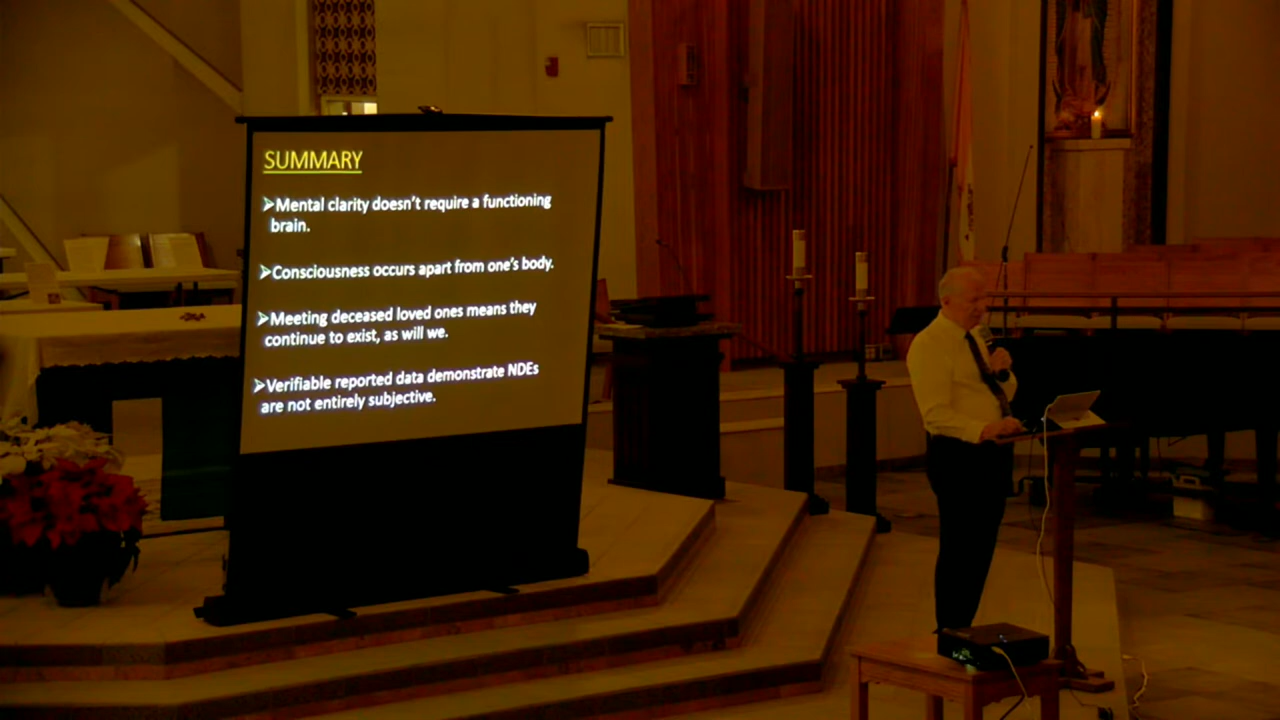 SUMMARY
➢Mental clarity doesn't require a functioning
brain.
➢Consciousness occurs apart from one's body.
➢Meeting deceased loved ones means they
continue to exist, as will we.
➢Verifiable reported data demonstrate NDEs
are not entirely subjective.